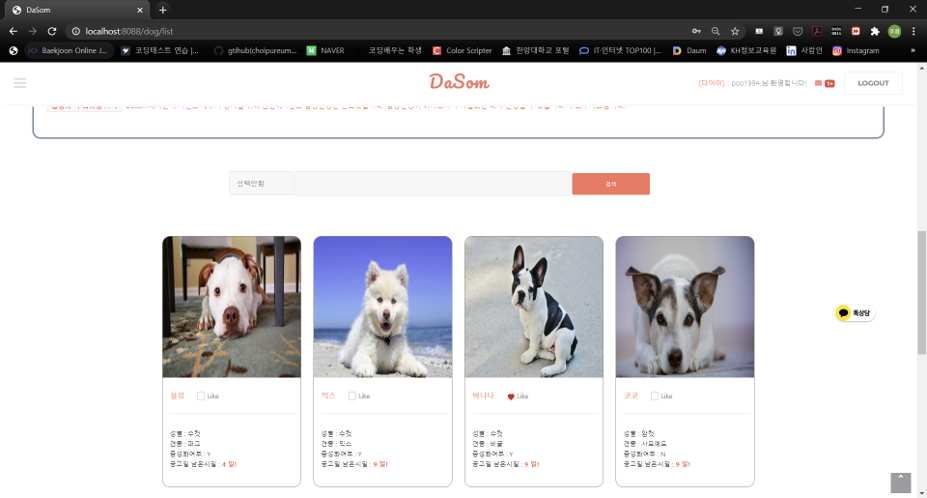 DaSom
localhost:8088/dog/list
Baekjoon Online J...
코딩테스트 연습 |...
gtihub/choipureum...
NAVER
코딩배우는 학생
Color Scripter
한양대학교 포털
IT·인터넷 TOP100 |...
Daum
KH정보교육원
사람인
Instagram
DaSom
[다이어] : poo1994 님 환영합니다!
LOGOUT
선택안함
검색
톡상담
블랑 Like
믹스 Like
바나나 Like
코코 Like
성별 : 수컷
견종 : 퍼그
중성화여부 : Y
공고일 남은시일 : 4 일!
성별 : 수컷
견종 : 믹스
중성화여부 : Y
공고일 남은시일 : 9 일!
성별 : 수컷
견종 : 비글
중성화여부 : Y
공고일 남은시일 : 9 일!
성별 : 암컷
견종 : 사모예드
중성화여부 : N
공고일 남은시일 : 9 일!